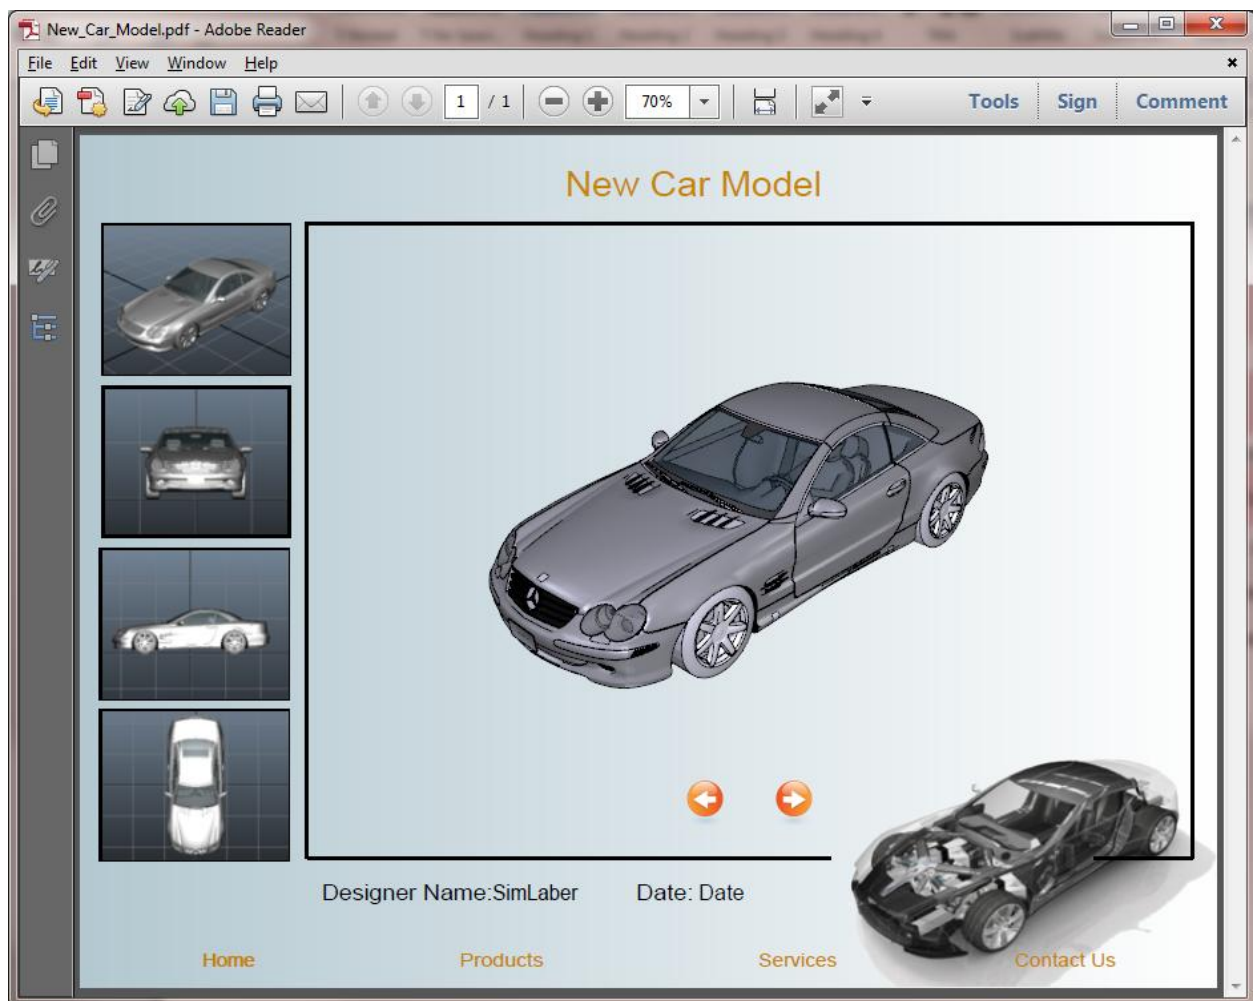 New_Car_Model.pdf - Adobe Reader
File Edit View Window Help
1 / 1 70% Tools Sign Comment
New Car Model
Designer Name:SimLaber Date: Date
Home Products Services Contact Us